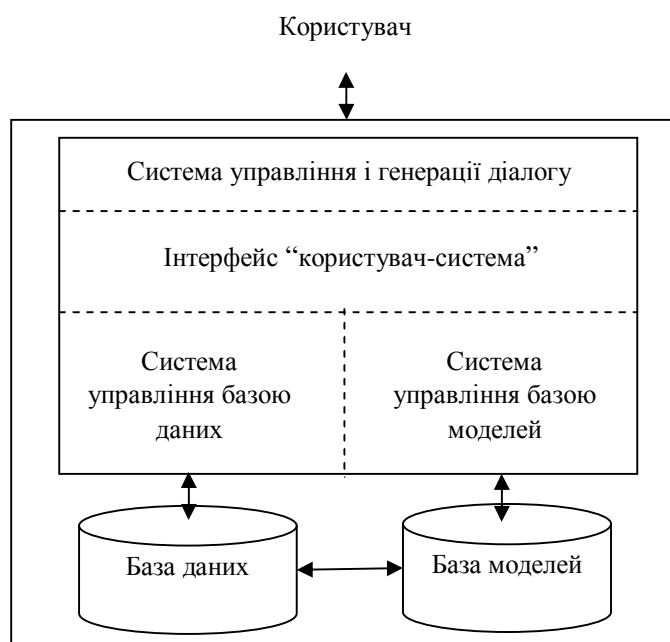 Користувач
Система управління і генерації діалогу
Інтерфейс “користувач-система”
Система
управління базою
даних
Система
управління базою
моделей
База даних
База моделей